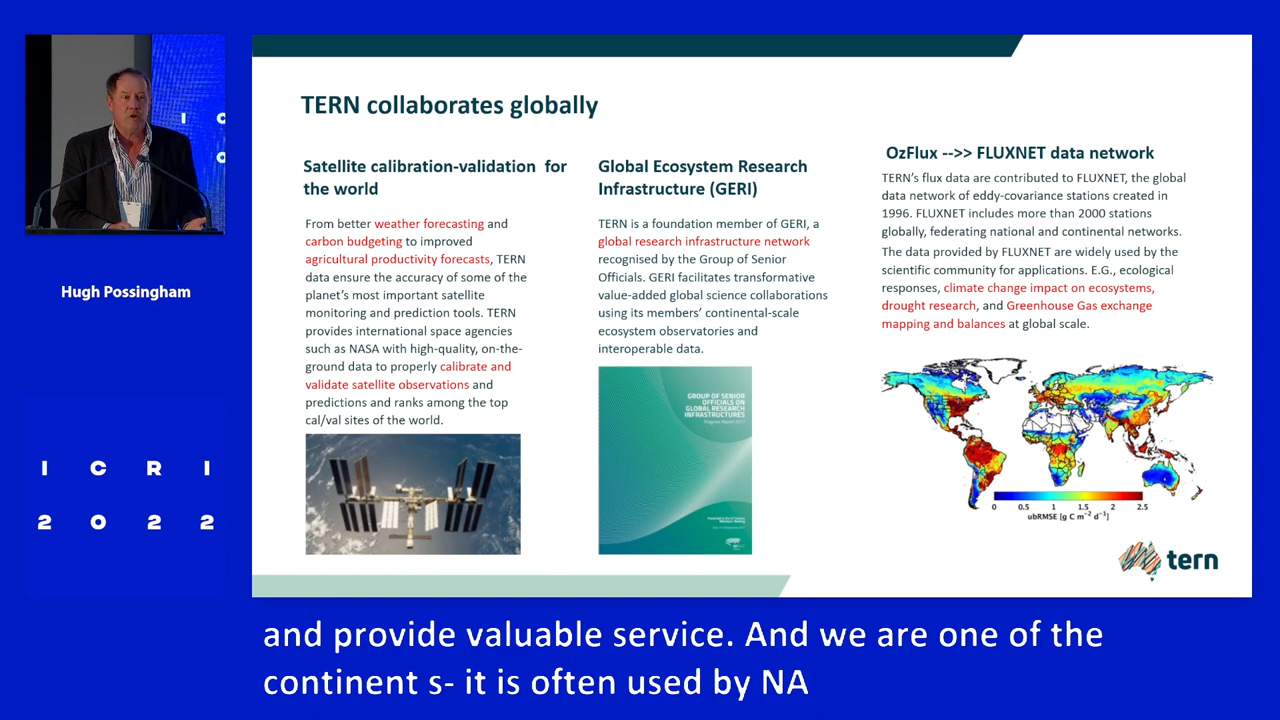 I C
O
Hugh Possingham
I C R I
2 0 2 2
TERN collaborates globally
Satellite calibration-validation for
the world
From better weather forecasting and
carbon budgeting to improved
agricultural productivity forecasts, TERN
data ensure the accuracy of some of the
planet's most important satellite
monitoring and prediction tools. TERN
provides international space agencies
such as NASA with high-quality, on-the-
ground data to properly calibrate and
validate satellite observations and
predictions and ranks among the top
cal/val sites of the world.
Global Ecosystem Research
Infrastructure (GERI)
TERN is a foundation member of GERI, a
global research infrastructure network
recognised by the Group of Senior
Officials. GERI facilitates transformative
value-added global science collaborations
using its members' continental-scale
ecosystem observatories and
interoperable data.
GROUP OF SENIOR
OFFICIALS ON
GLOBAL RESEARCH
INFRASTRUCTURES
Progress Report 2017
OzFlux -->> FLUXNET data network
TERN's flux data are contributed to FLUXNET, the global
data network of eddy-covariance stations created in
1996. FLUXNET includes more than 2000 stations
globally, federating national and continental networks.
The data provided by FLUXNET are widely used by the
scientific community for applications. E.G., ecological
responses, climate change impact on ecosystems,
drought research, and Greenhouse Gas exchange
mapping and balances at global scale.
0 0.5 1 1.5 2 2.5
ubRMSE [g C m⁻² d⁻¹]
tern
and provide valuable service. And we are one of the
continent s- it is often used by NA